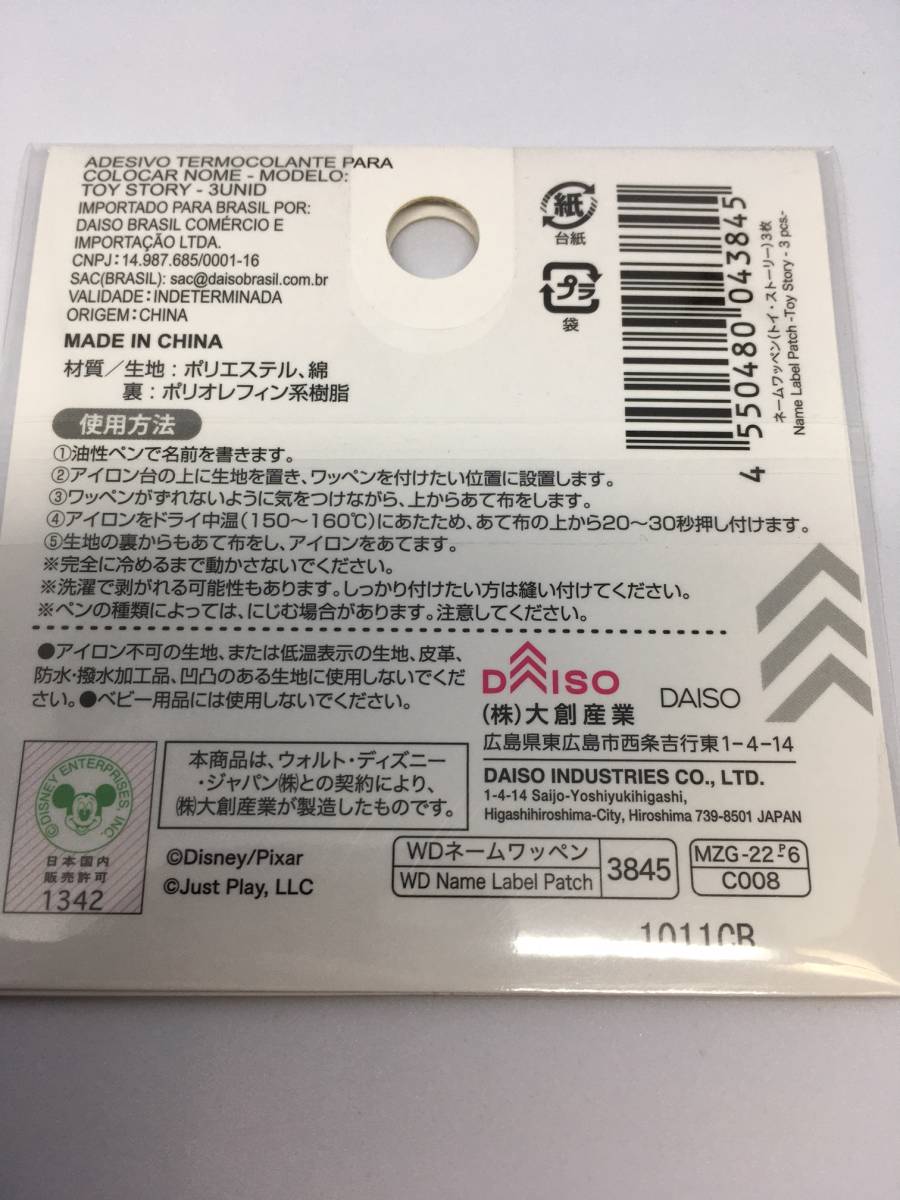 ADESIVO TERMOCOLANTE PARA
COLOCAR NOME - MODELO:
TOY STORY - 3UNID
IMPORTADO PARA BRASIL POR:
DAISO BRASIL COMÉRCIO E
IMPORTAÇÃO LTDA.
CNPJ:14.987.685/0001-16
SAC(BRASIL): sac@daisobrasil.com.br
VALIDADE:INDETERMINADA
ORIGEM:CHINA
MADE IN CHINA
材質/生地:ポリエステル、綿
裏:ポリオレフィン系樹脂
紙
台紙
プラ
袋
4 550480 043845
ネームワッペン(トイ・ストーリー)3枚
Name Label Patch -Toy Story - 3 pcs.-
使用方法
①油性ペンで名前を書きます。
②アイロン台の上に生地を置き、ワッペンを付けたい位置に設置します。
③ワッペンがずれないように気をつけながら、上からあて布をします。
④アイロンをドライ中温(150~160℃)にあたため、あて布の上から20~30秒押し付けます。
⑤生地の裏からもあて布をし、アイロンをあてます。
※完全に冷めるまで動かさないでください。
※洗濯で剥がれる可能性もあります。しっかり付けたい方は縫い付けてください。
※ペンの種類によっては、にじむ場合があります。注意してください。
●アイロン不可の生地、または低温表示の生地、皮革、
防水・撥水加工品、凹凸のある生地に使用しないでくだ
さい。●ベビー用品には使用しないでください。
DAISO
DAISO
(株)大創産業
広島県東広島市西条吉行東1-4-14
DAISO INDUSTRIES CO., LTD.
1-4-14 Saijo-Yoshiyukihigashi,
Higashihiroshima-City, Hiroshima 739-8501 JAPAN
©DISNEY ENTERPRISES INC.
日本国内
販売許可
1342
本商品は、ウォルト・ディズニー
・ジャパン㈱との契約により、
㈱大創産業が製造したものです。
©Disney/Pixar
©Just Play, LLC
WDネームワッペン
WD Name Label Patch
3845
MZG-22-P-6
C008
1011CB